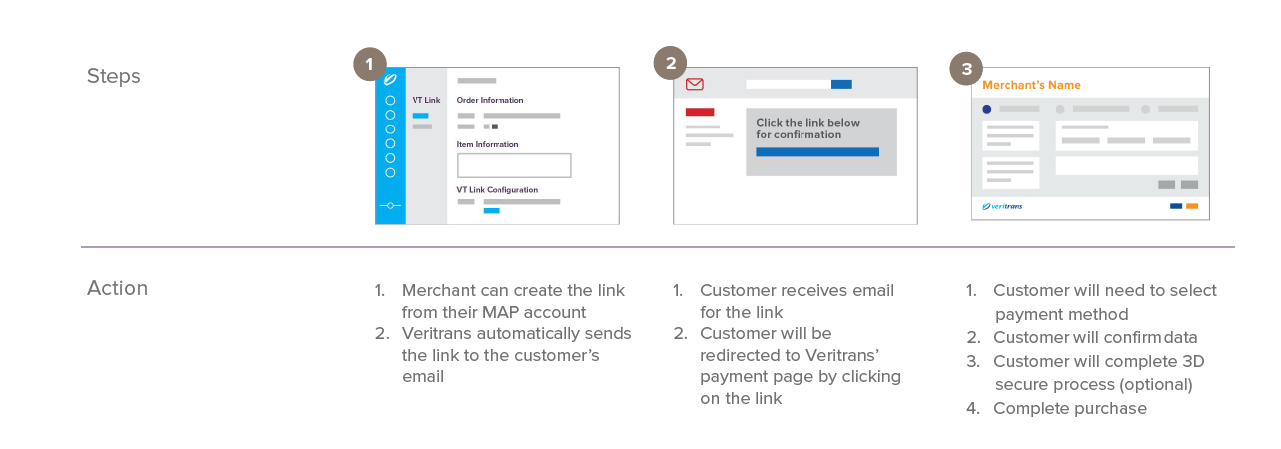 Steps
1
VT Link
Order Information
Item Information
VT Link Configuration
2
Click the link below
for confirmation
3
Merchant's Name
veritrans
Action
1. Merchant can create the link
from their MAP account
2. Veritrans automatically sends
the link to the customer's
email
1. Customer receives email
for the link
2. Customer will be
redirected to Veritrans'
payment page by clicking
on the link
1. Customer will need to select
payment method
2. Customer will confirm data
3. Customer will complete 3D
secure process (optional)
4. Complete purchase